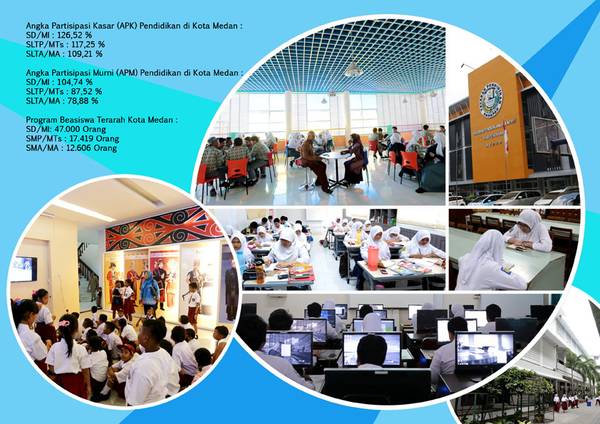 Angka Partisipasi Kasar (APK) Pendidikan di Kota Medan :
SD/MI : 126,52 %
SLTP/MTs : 117,25 %
SLTA/MA : 109,21 %
Angka Partisipasi Murni (APM) Pendidikan di Kota Medan :
SD/MI : 104,74 %
SLTP/MTs : 87,52 %
SLTA/MA : 78,88 %
Program Beasiswa Terarah Kota Medan :
SD/MI: 47.000 Orang
SMP/MTs : 17.419 Orang
SMA/MA : 12.606 Orang